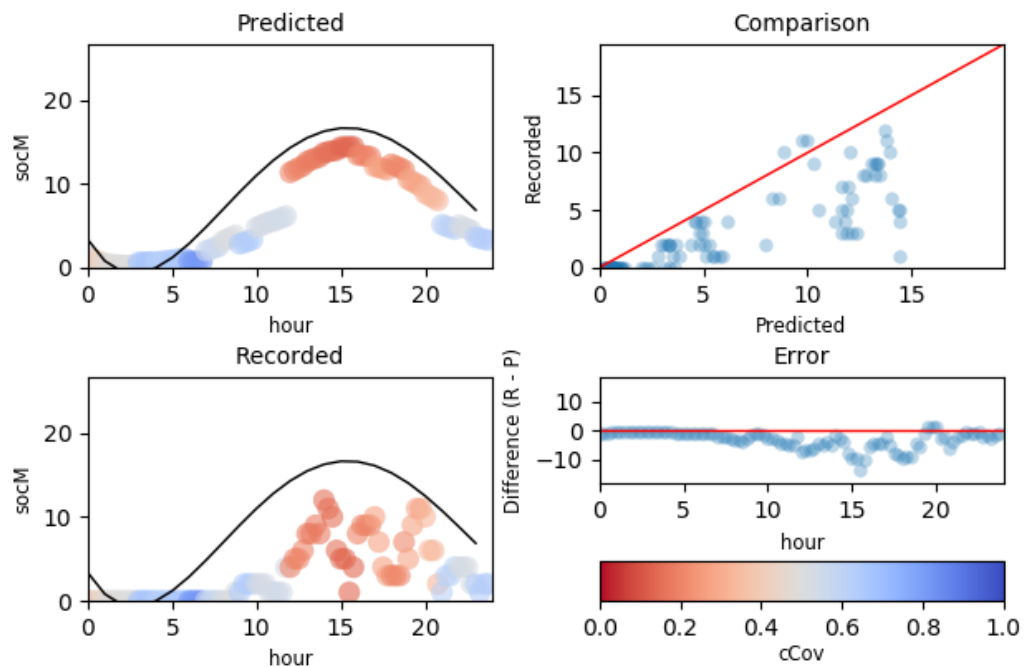 Predicted
socM
20
10
0
0 5 10 15 20
hour
Comparison
Recorded
15
10
5
0
0 5 10 15
Predicted
Recorded
socM
20
10
0
0 5 10 15 20
hour
Error
Difference (R - P)
10
0
−10
0 5 10 15 20
hour
0.0 0.2 0.4 0.6 0.8 1.0
cCov